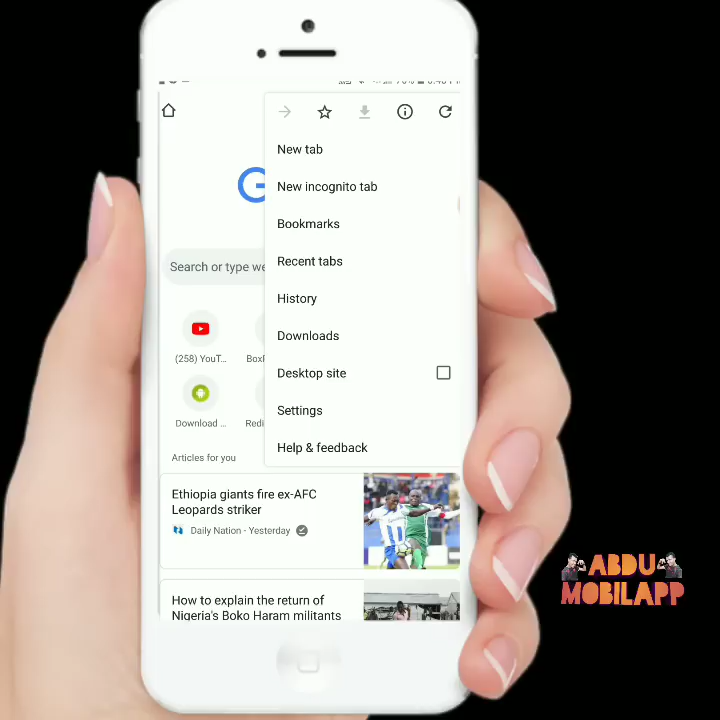 New tab
New incognito tab
Bookmarks
Recent tabs
History
Downloads
Desktop site
Settings
Help & feedback
Search or type we
(258) YouT...
Download ...
Articles for you
Ethiopia giants fire ex-AFC
Leopards striker
Daily Nation - Yesterday
How to explain the return of
Nigeria's Boko Haram militants
ABDU
MOBILAPP